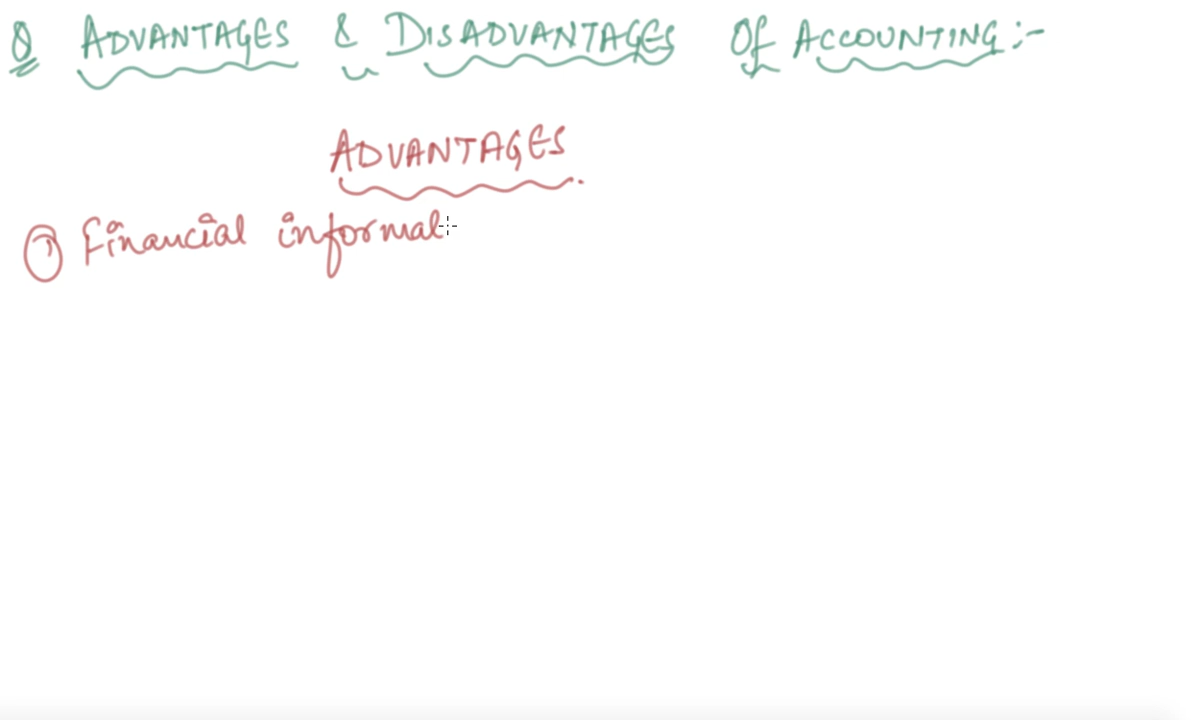 Q ADVANTAGES & DISADVANTAGES Of ACCOUNTING :-
ADVANTAGES.
① Financial informat